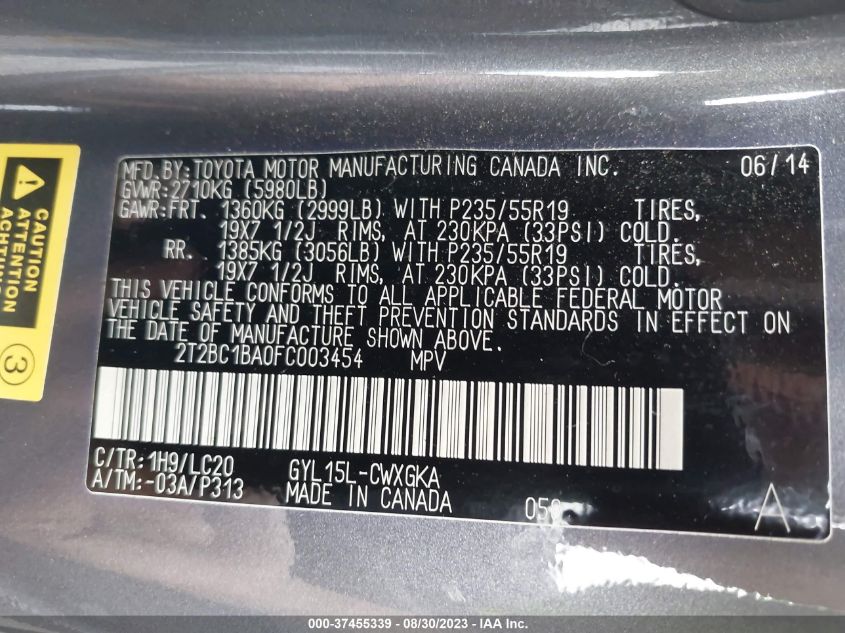 MFD.BY:TOYOTA MOTOR MANUFACTURING CANADA INC. 06/14
GVWR:2710KG (5980LB)
GAWR:FRT. 1360KG (2999LB) WITH P235/55R19 TIRES,
19X7 1/2J RIMS, AT 230KPA (33PSI) COLD.
RR. 1385KG (3056LB) WITH P235/55R19 TIRES,
19X7 1/2J RIMS, AT 230KPA (33PSI) COLD.
THIS VEHICLE CONFORMS TO ALL APPLICABLE FEDERAL MOTOR
VEHICLE SAFETY AND THEFT PREVENTION STANDARDS IN EFFECT ON
THE DATE OF MANUFACTURE SHOWN ABOVE.
2T2BC1BA0FC003454 MPV
C/TR:1H9/LC20 GYL15L-CWXGKA
A/TM:-03A/P313 MADE IN CANADA
A
CAUTION
ATTENTION
ACHTUNG
3
000-37455339 - 08/30/2023 - IAA Inc.